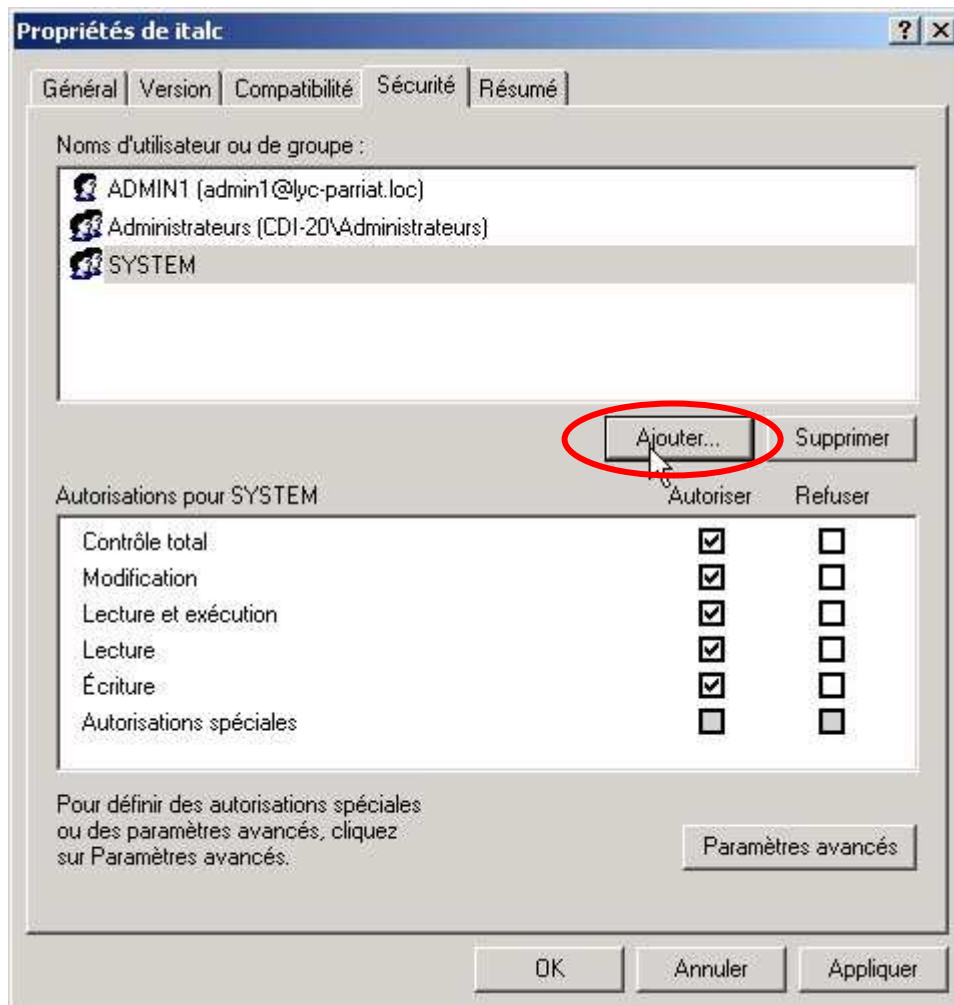 Propriétés de italc
Général Version Compatibilité Sécurité Résumé
Noms d'utilisateur ou de groupe :
ADMIN1 (admin1@lyc-parriat.loc)
Administrateurs (CDI-20\Administrateurs)
SYSTEM
Ajouter... Supprimer
Autorisations pour SYSTEM Autoriser Refuser
Contrôle total
Modification
Lecture et exécution
Lecture
Écriture
Autorisations spéciales
Pour définir des autorisations spéciales
ou des paramètres avancés, cliquez
sur Paramètres avancés.
Paramètres avancés
OK Annuler Appliquer